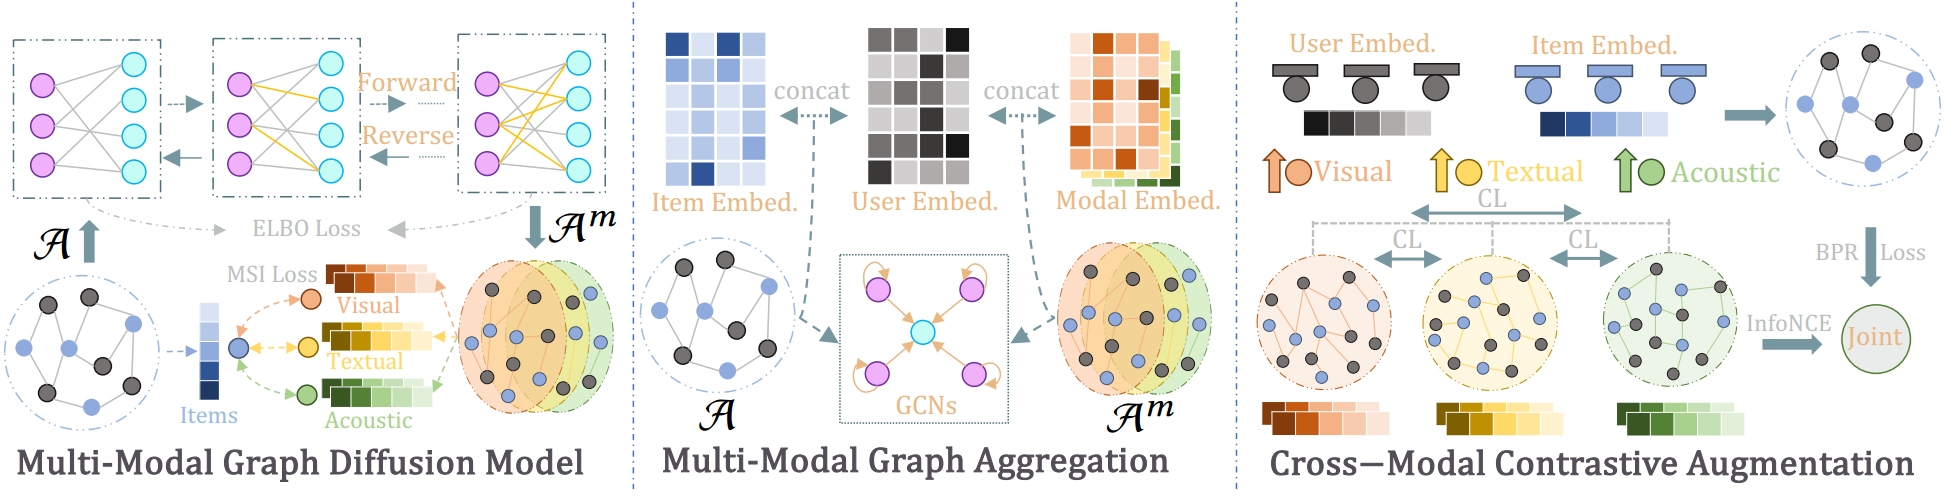 Forward
Reverse
𝒜
ELBO Loss
𝒜ᵐ
MSI Loss
Visual
Textual
Acoustic
Items
Multi-Modal Graph Diffusion Model
concat
concat
Item Embed.
User Embed.
Modal Embed.
GCNs
𝒜
𝒜ᵐ
Multi-Modal Graph Aggregation
User Embed.
Item Embed.
Visual
Textual
Acoustic
CL
CL
CL
BPR Loss
InfoNCE
Joint
Cross—Modal Contrastive Augmentation